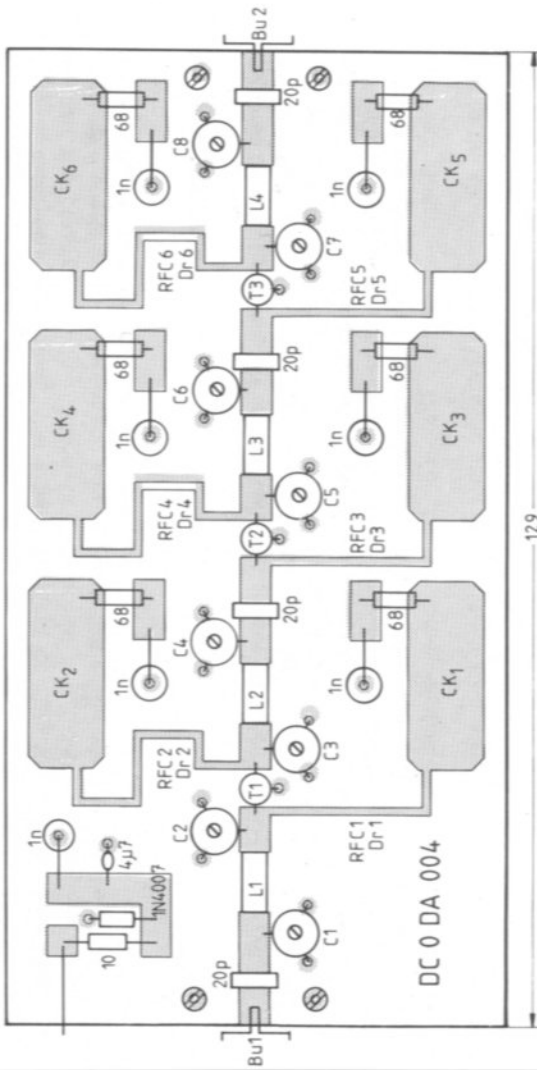 CK2
CK4
CK6
68
68
68
1n
4µ7
1N4007
10
1n
1n
1n
RFC2
Dr2
RFC4
Dr4
RFC6
Dr6
C2
C4
C6
C8
Bu1
20p
L1
T1
L2
20p
T2
L3
20p
T3
L4
20p
Bu2
C1
C3
C5
C7
RFC1
Dr1
RFC3
Dr3
RFC5
Dr5
1n
1n
1n
68
68
68
CK1
CK3
CK5
DC 0 DA 004
129